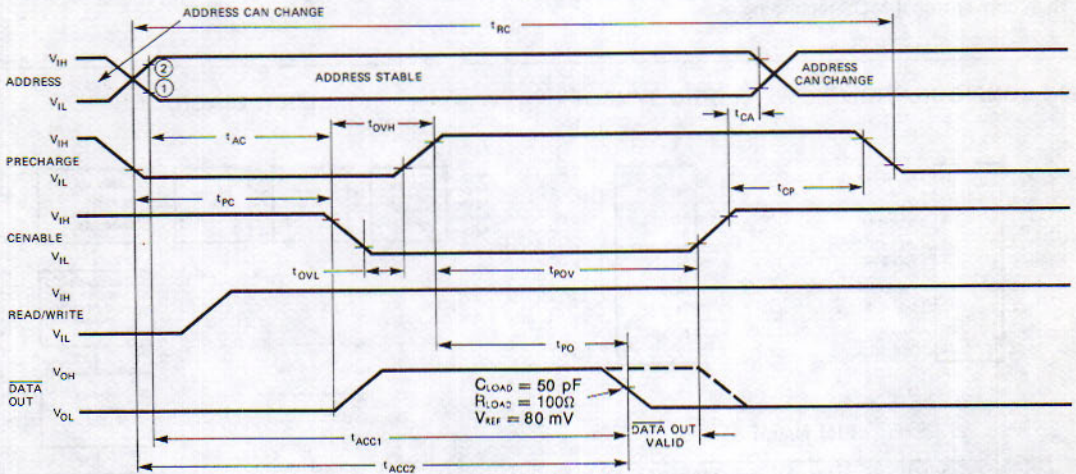 ADDRESS CAN CHANGE
tRC
VIH
ADDRESS
VIL
②
①
ADDRESS STABLE
ADDRESS
CAN CHANGE
tAC
tOVH
tCA
VIH
PRECHARGE
VIL
tPC
tCP
VIH
CENABLE
VIL
tOVL
tPOV
VIH
READ/WRITE
VIL
tPO
VOH
DATA
OUT
VOL
CLOAD = 50 pF
RLOAD = 100Ω
VREF = 80 mV
DATA OUT
VALID
tACC1
tACC2